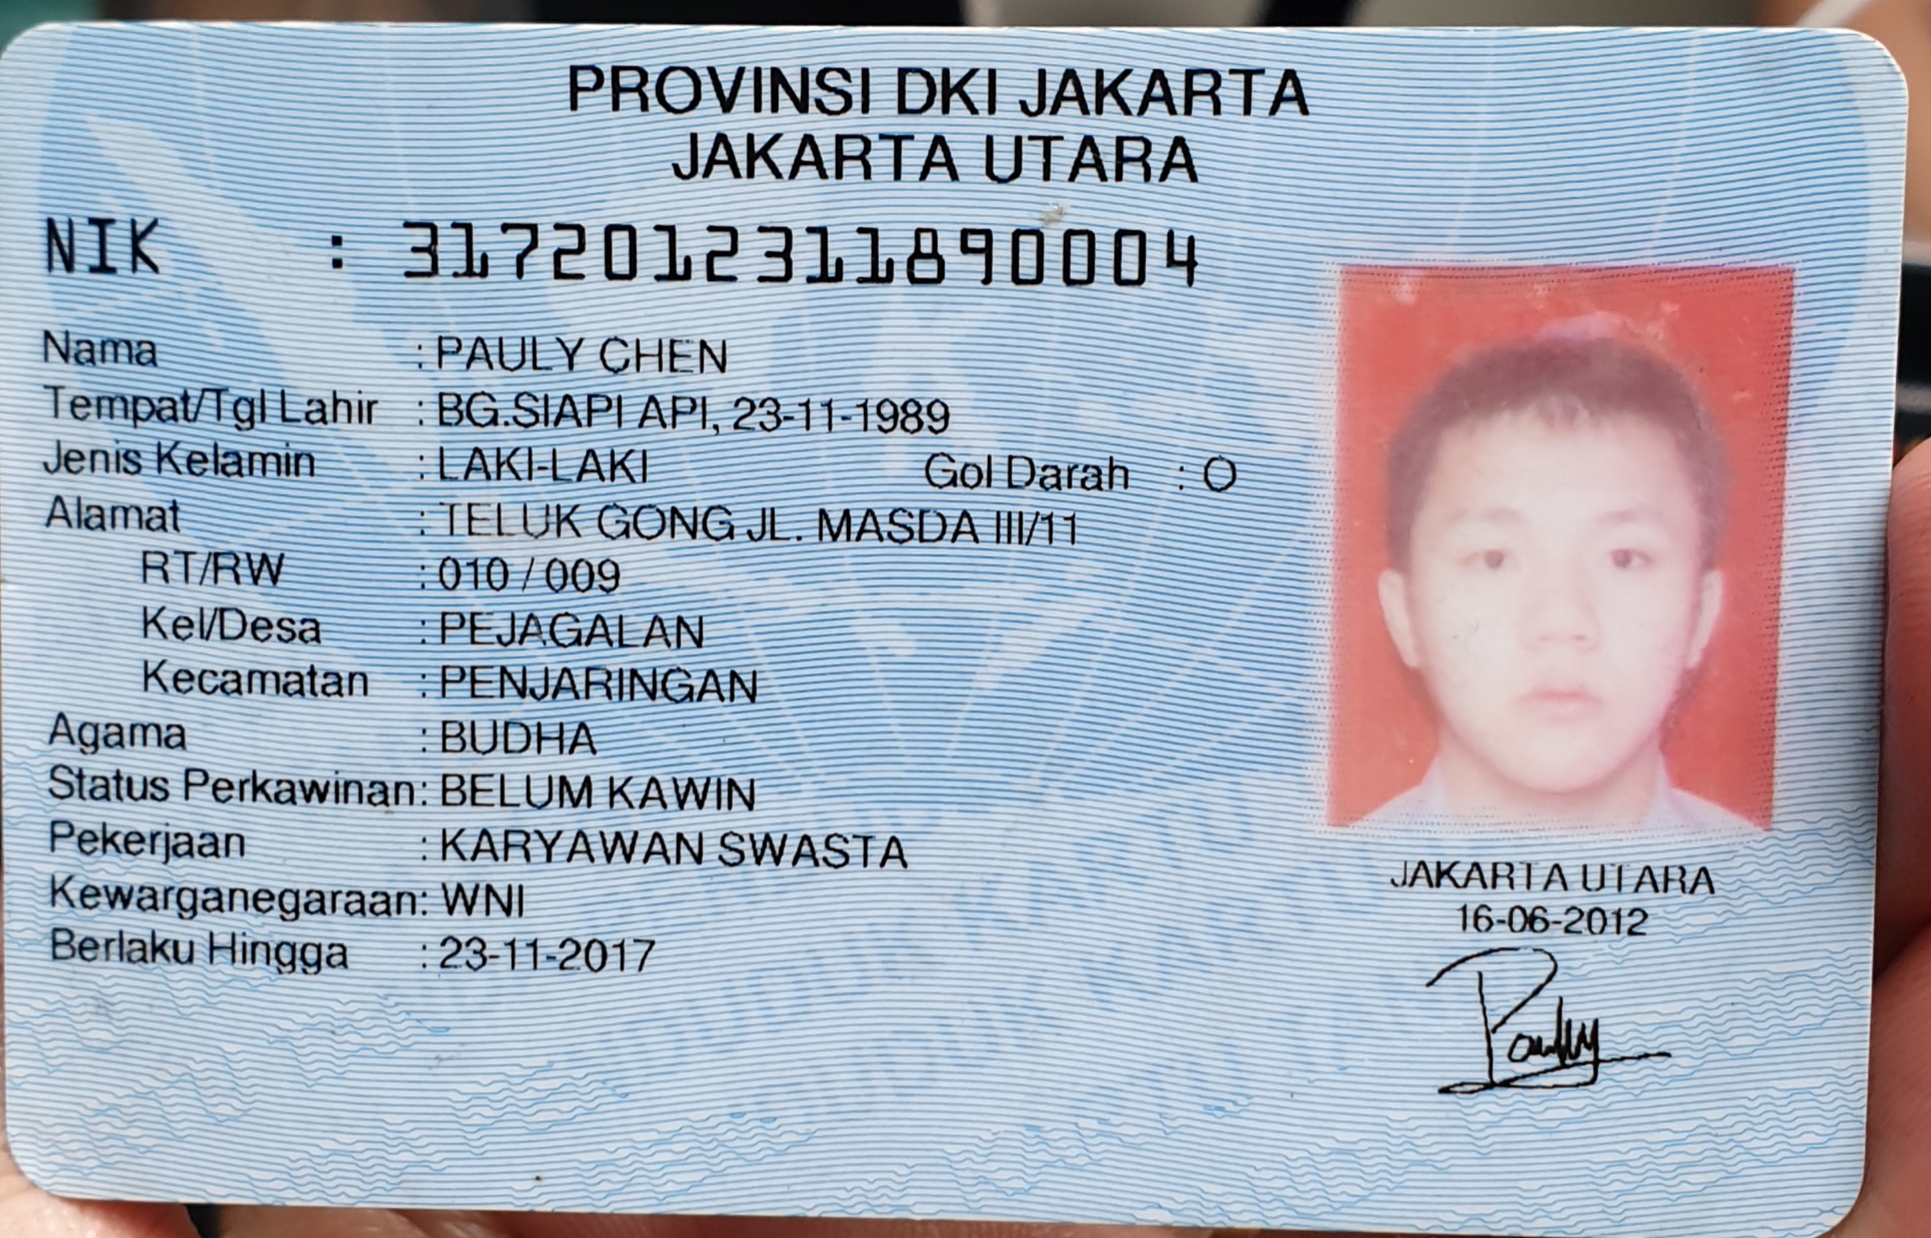 PROVINSI DKI JAKARTA
JAKARTA UTARA
NIK : 3172012311890004
Nama : PAULY CHEN
Tempat/Tgl Lahir : BG.SIAPI API, 23-11-1989
Jenis Kelamin : LAKI-LAKI Gol Darah : O
Alamat : TELUK GONG JL. MASDA III/11
RT/RW : 010 / 009
Kel/Desa : PEJAGALAN
Kecamatan : PENJARINGAN
Agama : BUDHA
Status Perkawinan: BELUM KAWIN
Pekerjaan : KARYAWAN SWASTA
Kewarganegaraan: WNI
Berlaku Hingga : 23-11-2017
JAKARTA UTARA
16-06-2012
Pauly